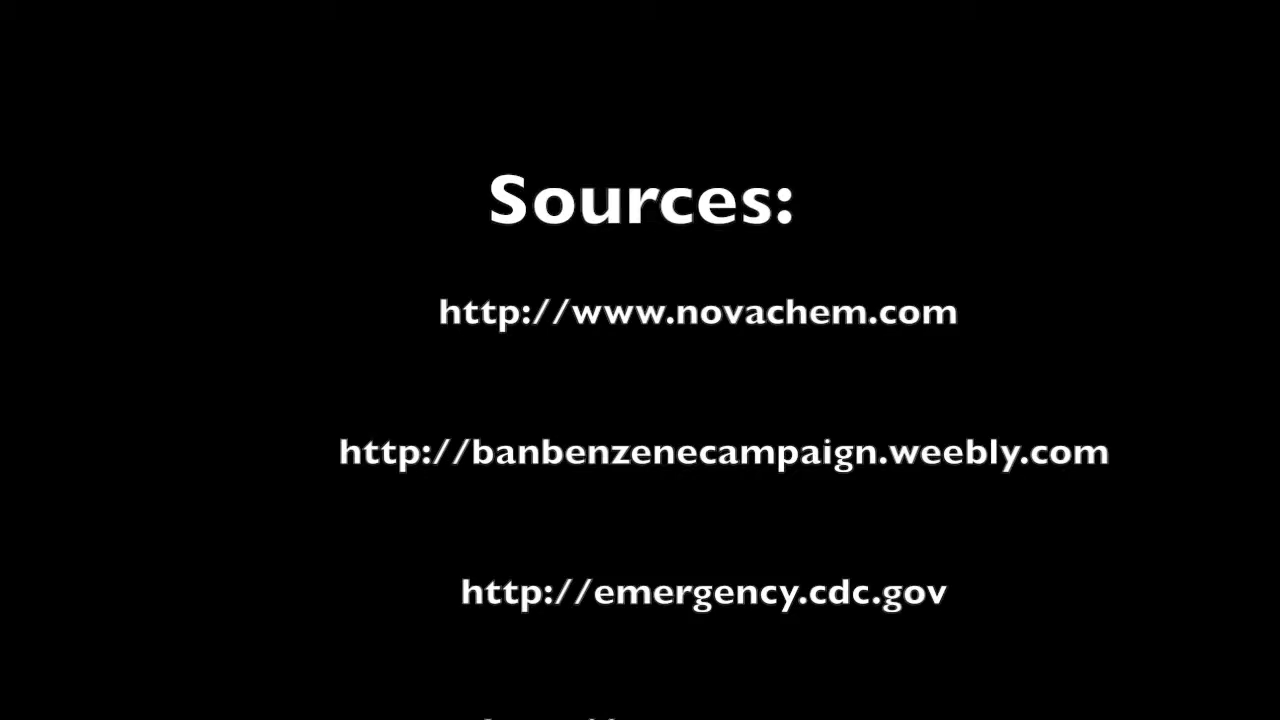 Sources:
http://www.novachem.com
http://banbenzenecampaign.weebly.com
http://emergency.cdc.gov